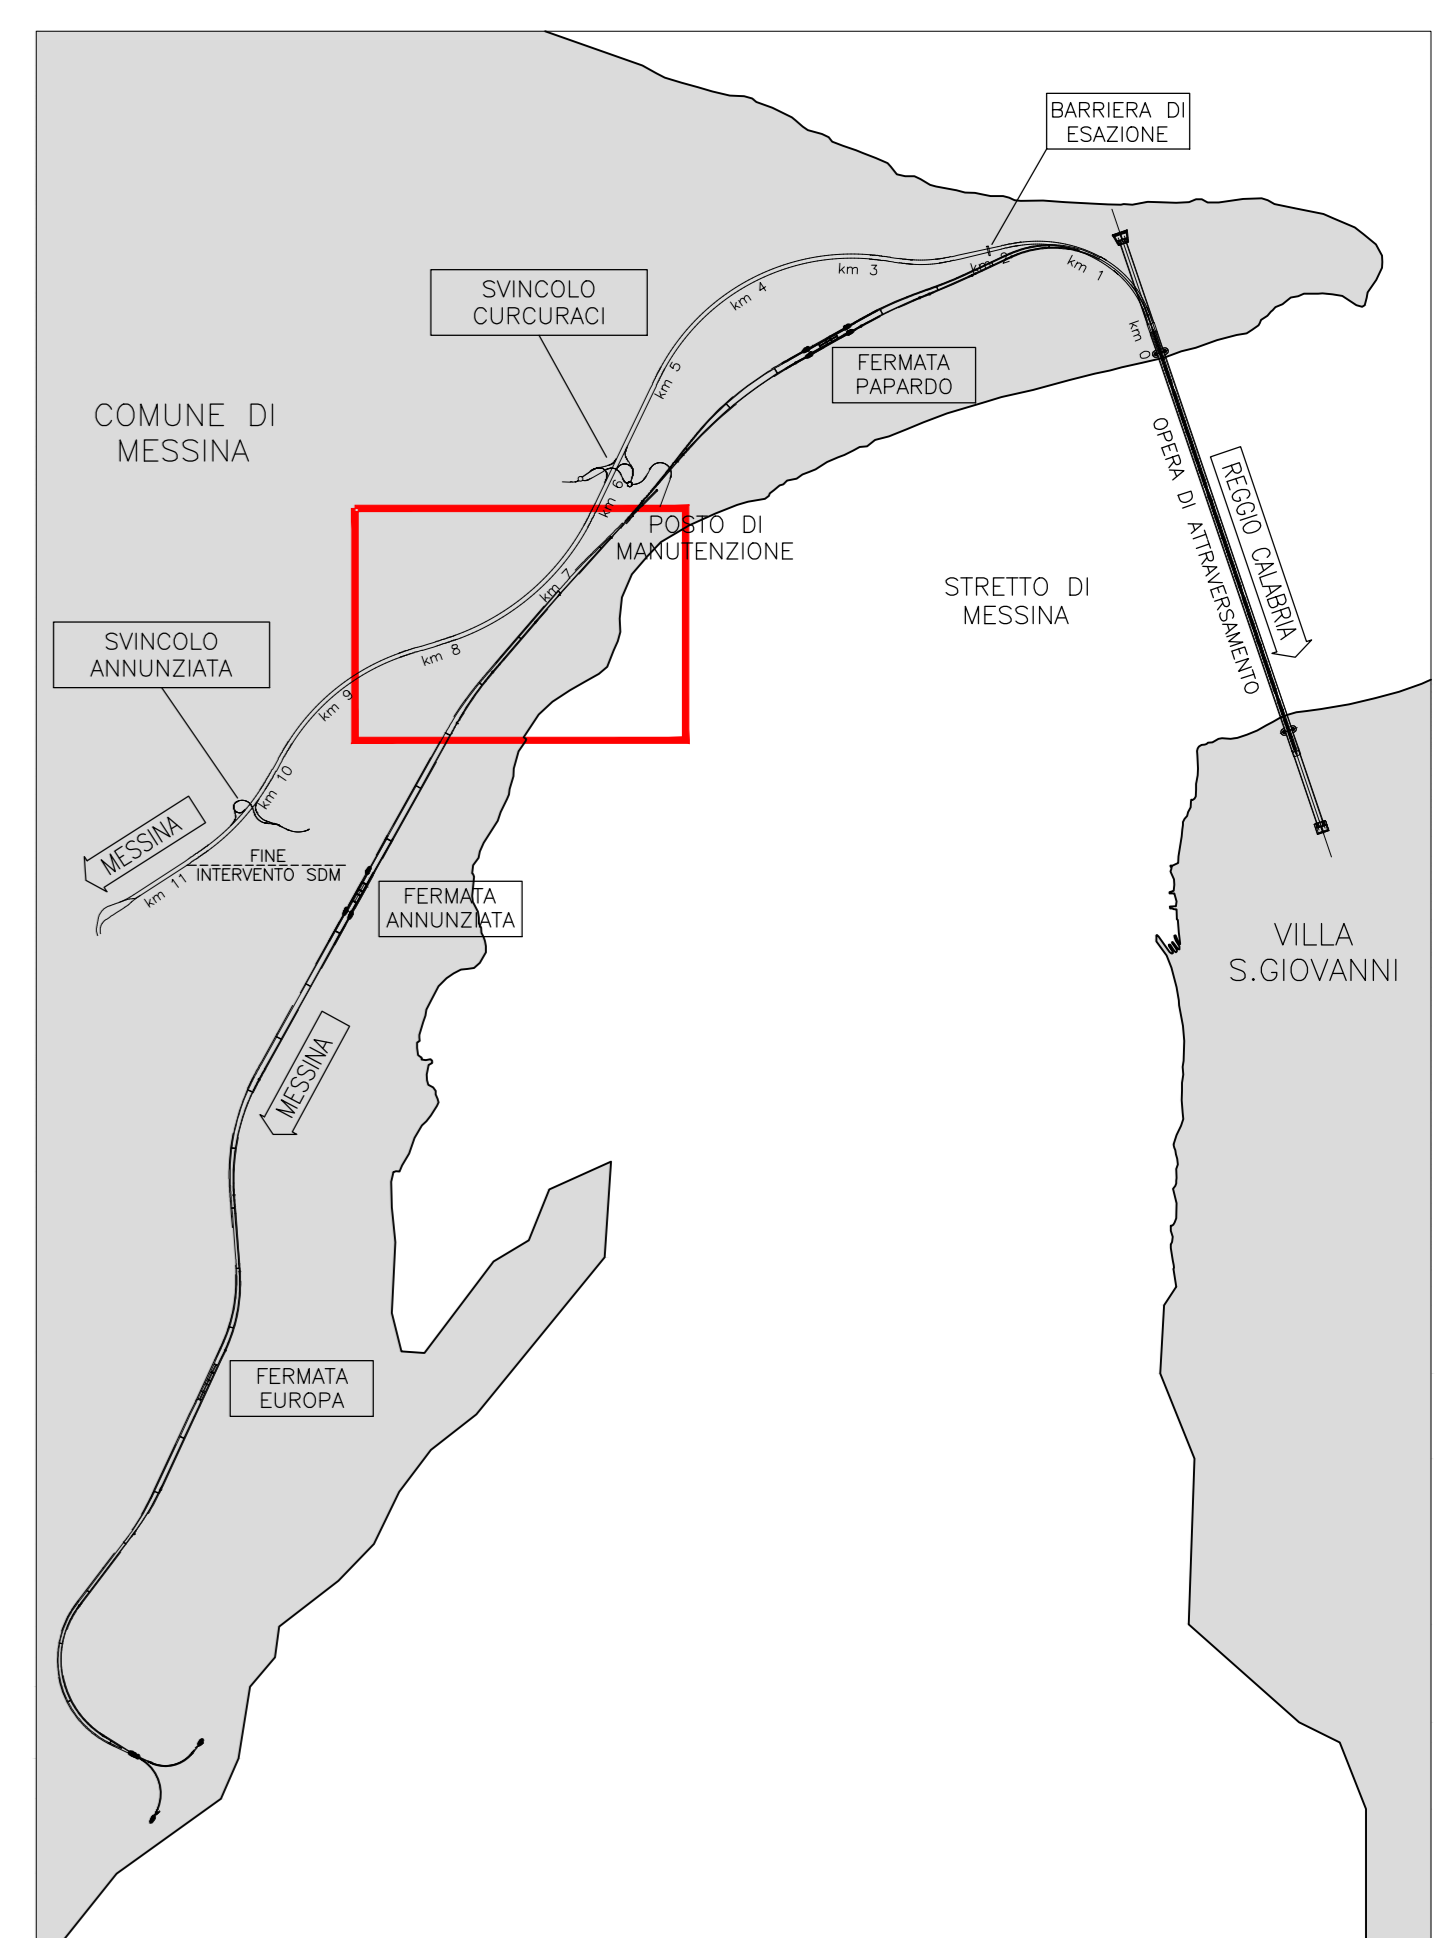 BARRIERA DI
ESAZIONE
km 3
km 2
km 1
km 4
SVINCOLO
CURCURACI
km 0
FERMATA
PAPARDO
km 5
COMUNE DI
MESSINA
OPERA DI ATTRAVERSAMENTO
REGGIO CALABRIA
km 6
POSTO DI
MANUTENZIONE
km 7
STRETTO DI
MESSINA
SVINCOLO
ANNUNZIATA
km 8
km 9
km 10
MESSINA
FINE
INTERVENTO SDM
km 11
FERMATA
ANNUNZIATA
VILLA
S.GIOVANNI
MESSINA
FERMATA
EUROPA